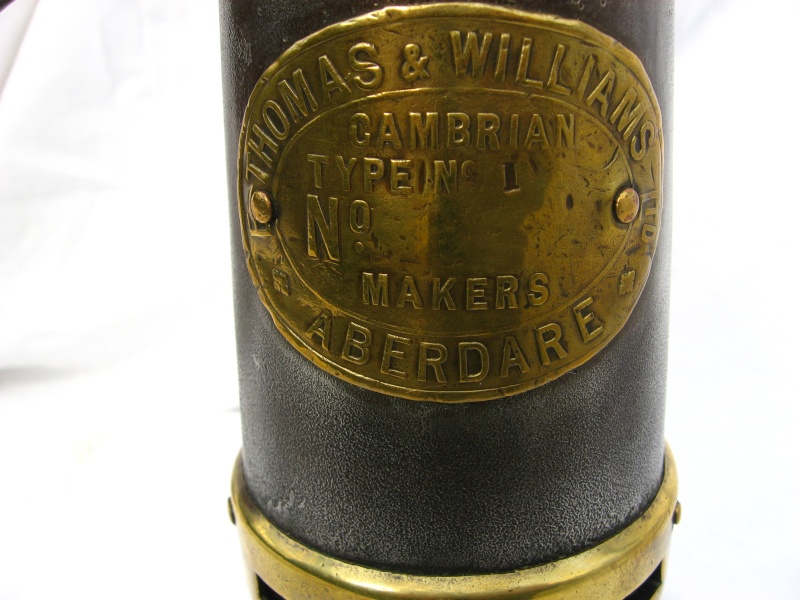 E. THOMAS & WILLIAMS LTD
CAMBRIAN
TYPE Nº 1
Nº
MAKERS
ABERDARE